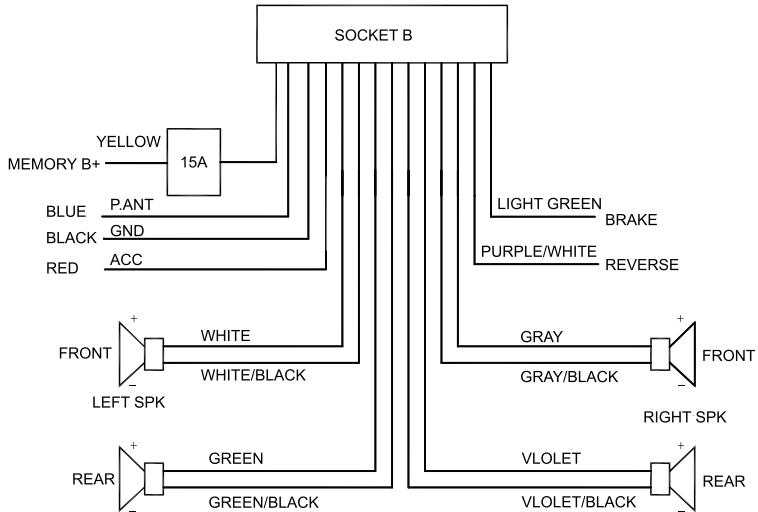 SOCKET B
YELLOW
MEMORY B+
15A
BLUE P.ANT
BLACK GND
RED ACC
LIGHT GREEN
BRAKE
PURPLE/WHITE
REVERSE
+
FRONT
−
LEFT SPK
WHITE
WHITE/BLACK
GRAY
GRAY/BLACK
+
FRONT
−
RIGHT SPK
+
REAR
−
GREEN
GREEN/BLACK
VLOLET
VLOLET/BLACK
+
REAR
−